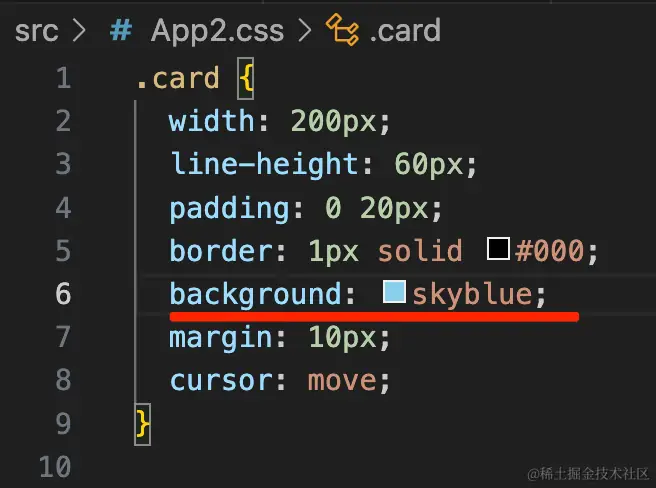 src > # App2.css > .card
1 .card {
2 width: 200px;
3 line-height: 60px;
4 padding: 0 20px;
5 border: 1px solid #000;
6 background: skyblue;
7 margin: 10px;
8 cursor: move;
9 }
10
@稀土掘金技术社区